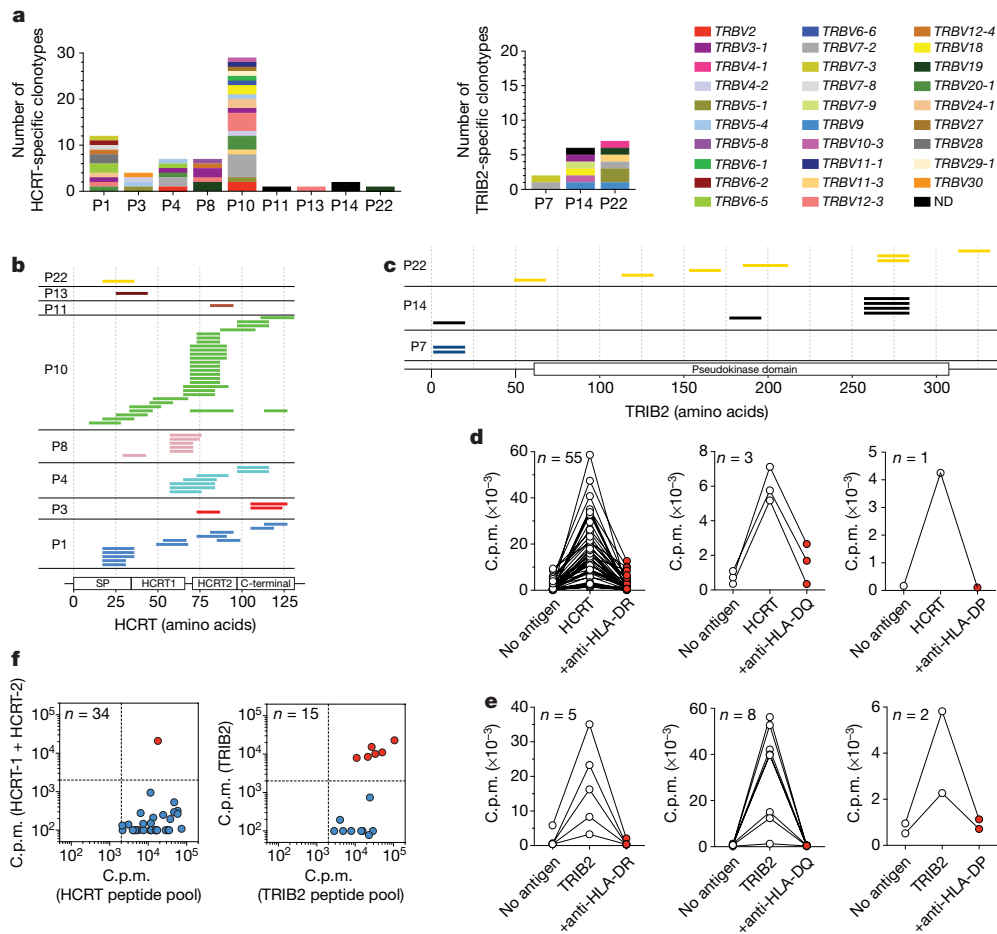 a
Number of
HCRT-specific clonotypes
30
20
10
0
P1 P3 P4 P8 P10 P11 P13 P14 P22
Number of
TRIB2-specific clonotypes
20
15
10
5
0
P7 P14 P22
TRBV2 TRBV6-6 TRBV12-4
TRBV3-1 TRBV7-2 TRBV18
TRBV4-1 TRBV7-3 TRBV19
TRBV4-2 TRBV7-8 TRBV20-1
TRBV5-1 TRBV7-9 TRBV24-1
TRBV5-4 TRBV9 TRBV27
TRBV5-8 TRBV10-3 TRBV28
TRBV6-1 TRBV11-1 TRBV29-1
TRBV6-2 TRBV11-3 TRBV30
TRBV6-5 TRBV12-3 ND
b
P22
P13
P11
P10
P8
P4
P3
P1
SP HCRT1 HCRT2 C-terminal
0 25 50 75 100 125
HCRT (amino acids)
c
P22
P14
P7
Pseudokinase domain
0 50 100 150 200 250 300
TRIB2 (amino acids)
d
C.p.m. (×10⁻³)
60
40
20
0
n = 55
No antigen
HCRT
+anti-HLA-DR
C.p.m. (×10⁻³)
8
6
4
2
0
n = 3
No antigen
HCRT
+anti-HLA-DQ
C.p.m. (×10⁻³)
5
4
3
2
1
0
n = 1
No antigen
HCRT
+anti-HLA-DP
e
C.p.m. (×10⁻³)
40
30
20
10
0
n = 5
No antigen
TRIB2
+anti-HLA-DR
C.p.m. (×10⁻³)
60
40
20
0
n = 8
No antigen
TRIB2
+anti-HLA-DQ
C.p.m. (×10⁻³)
6
4
2
0
n = 2
No antigen
TRIB2
+anti-HLA-DP
f
C.p.m. (HCRT-1 + HCRT-2)
10⁵
10⁴
10³
10²
n = 34
10² 10³ 10⁴ 10⁵
C.p.m.
(HCRT peptide pool)
C.p.m. (TRIB2)
10⁵
10⁴
10³
10²
n = 15
10² 10³ 10⁴ 10⁵
C.p.m.
(TRIB2 peptide pool)